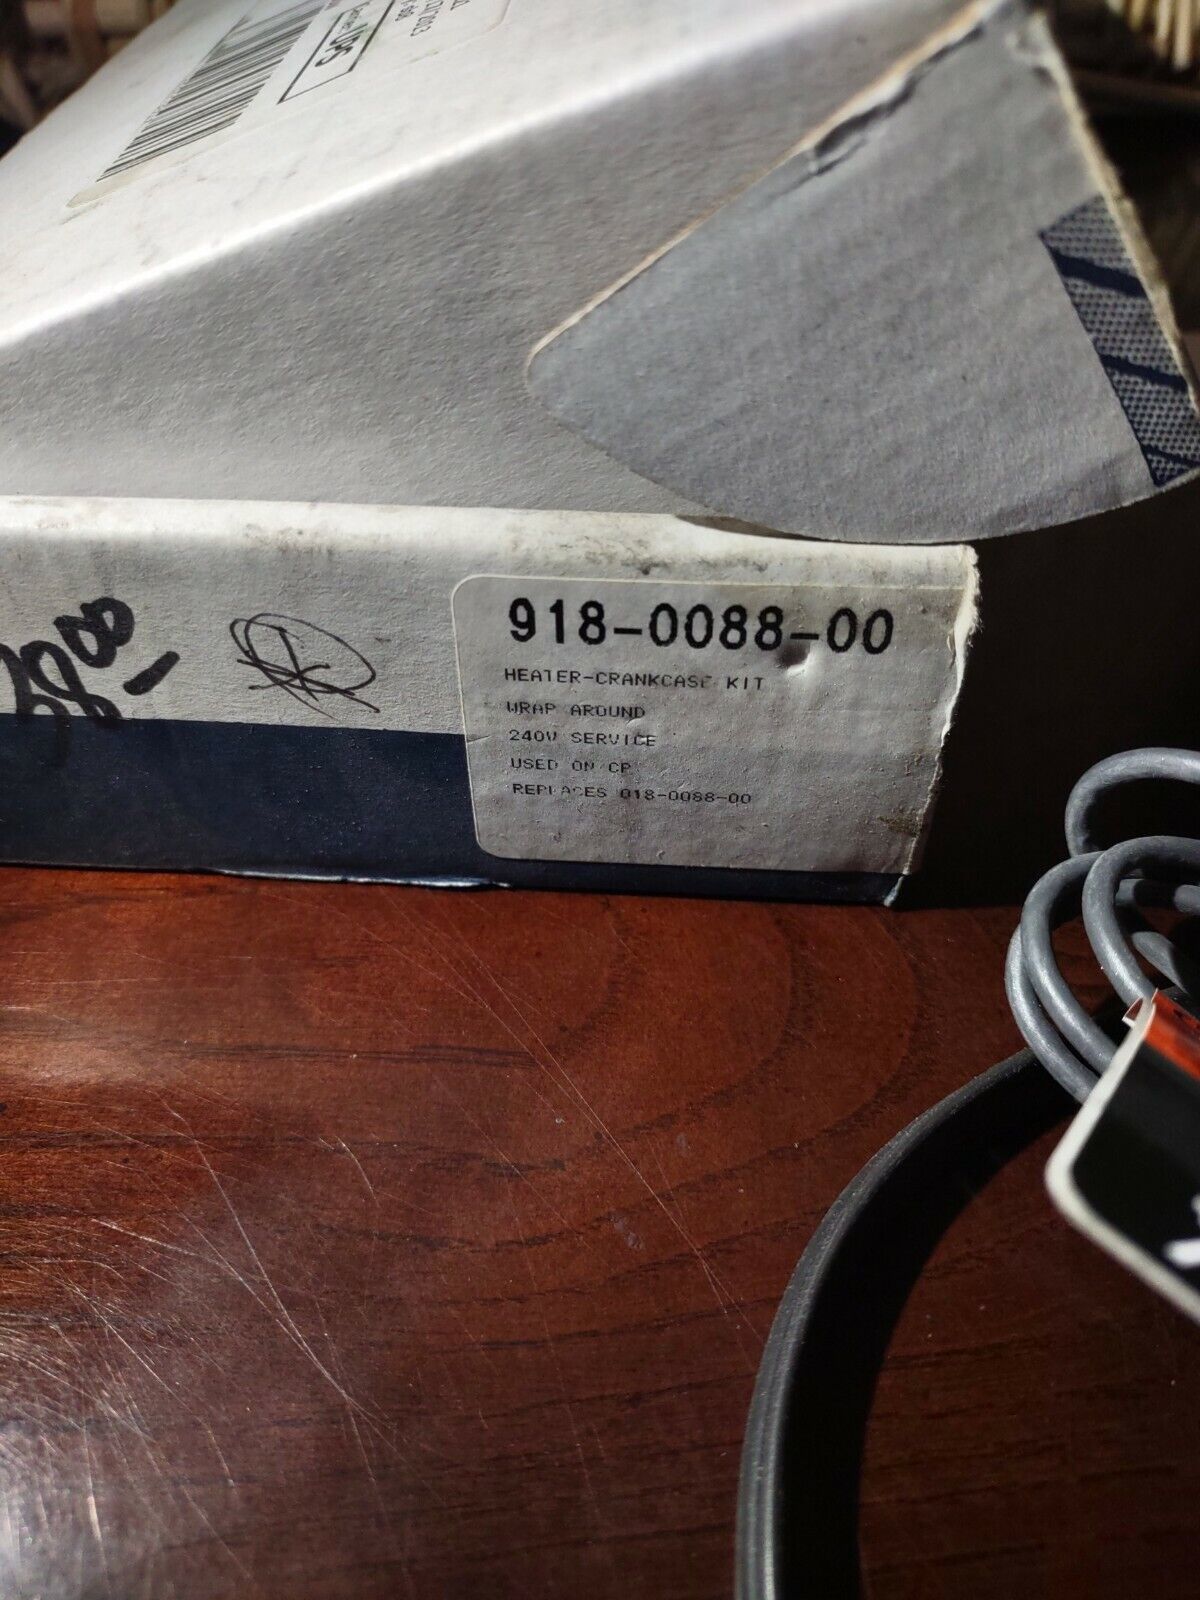 918-0088-00
HEATER-CRANKCASE KIT
WRAP AROUND
240V SERVICE
USED ON CP
REPLACES 018-0088-00